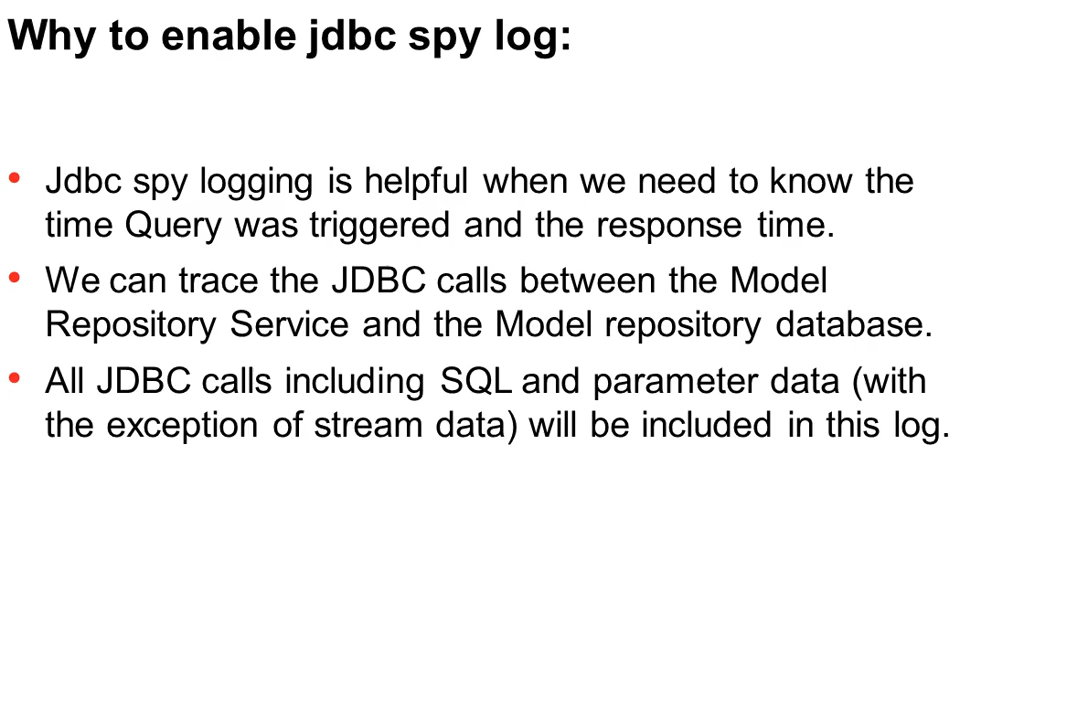 Why to enable jdbc spy log:
• Jdbc spy logging is helpful when we need to know the
time Query was triggered and the response time.
• We can trace the JDBC calls between the Model
Repository Service and the Model repository database.
• All JDBC calls including SQL and parameter data (with
the exception of stream data) will be included in this log.